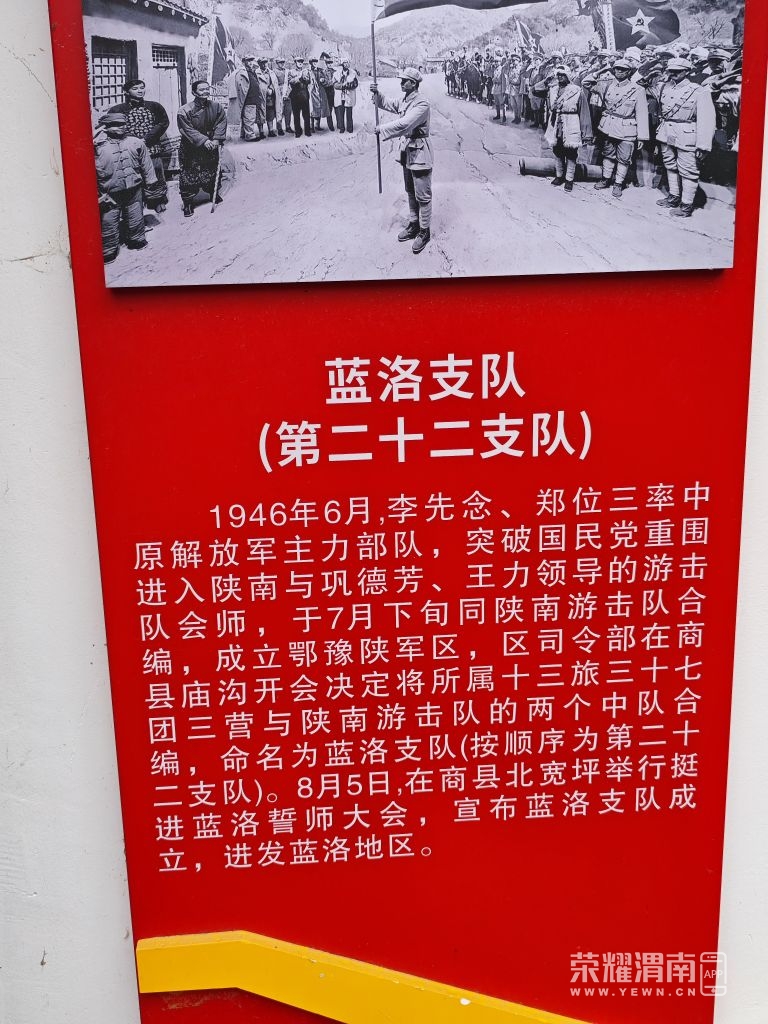 蓝洛支队
(第二十二支队)
1946年6月,李先念、郑位三率中
原解放军主力部队，突破国民党重围
进入陕南与巩德芳、王力领导的游击
队会师，于7月下旬同陕南游击队合
编，成立鄂豫陕军区，区司令部在商
县庙沟开会决定将所属十三旅三十七
团三营与陕南游击队的两个中队合
编，命名为蓝洛支队(按顺序为第二十
二支队)。8月5日,在商县北宽坪举行挺
进蓝洛誓师大会，宣布蓝洛支队成
立，进发蓝洛地区。
荣耀渭南
APP
WWW.YEWN.CN